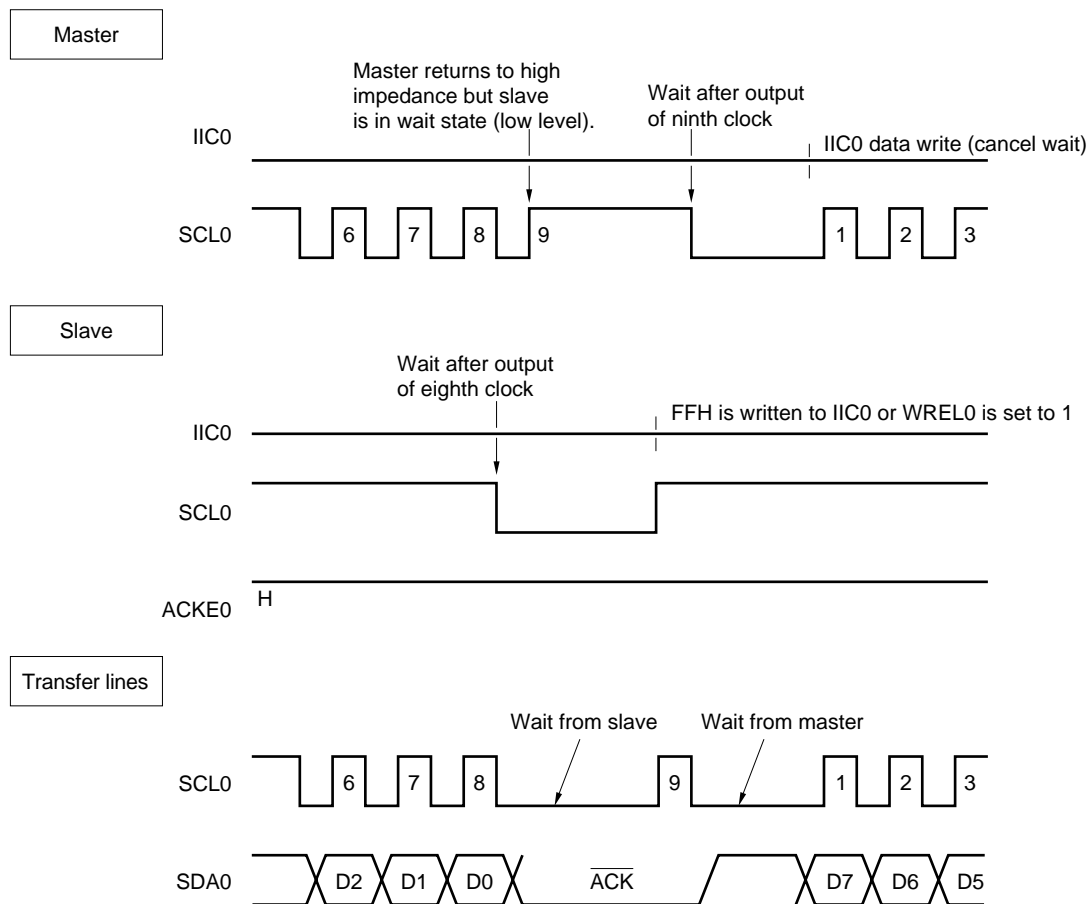 Master
Master returns to high
impedance but slave
is in wait state (low level).
Wait after output
of ninth clock
IIC0
IIC0 data write (cancel wait)
SCL0
6 7 8 9 1 2 3
Slave
Wait after output
of eighth clock
FFH is written to IIC0 or WREL0 is set to 1
IIC0
SCL0
H
ACKE0
Transfer lines
Wait from slave Wait from master
SCL0 6 7 8 9 1 2 3
SDA0 D2 D1 D0 ACK D7 D6 D5